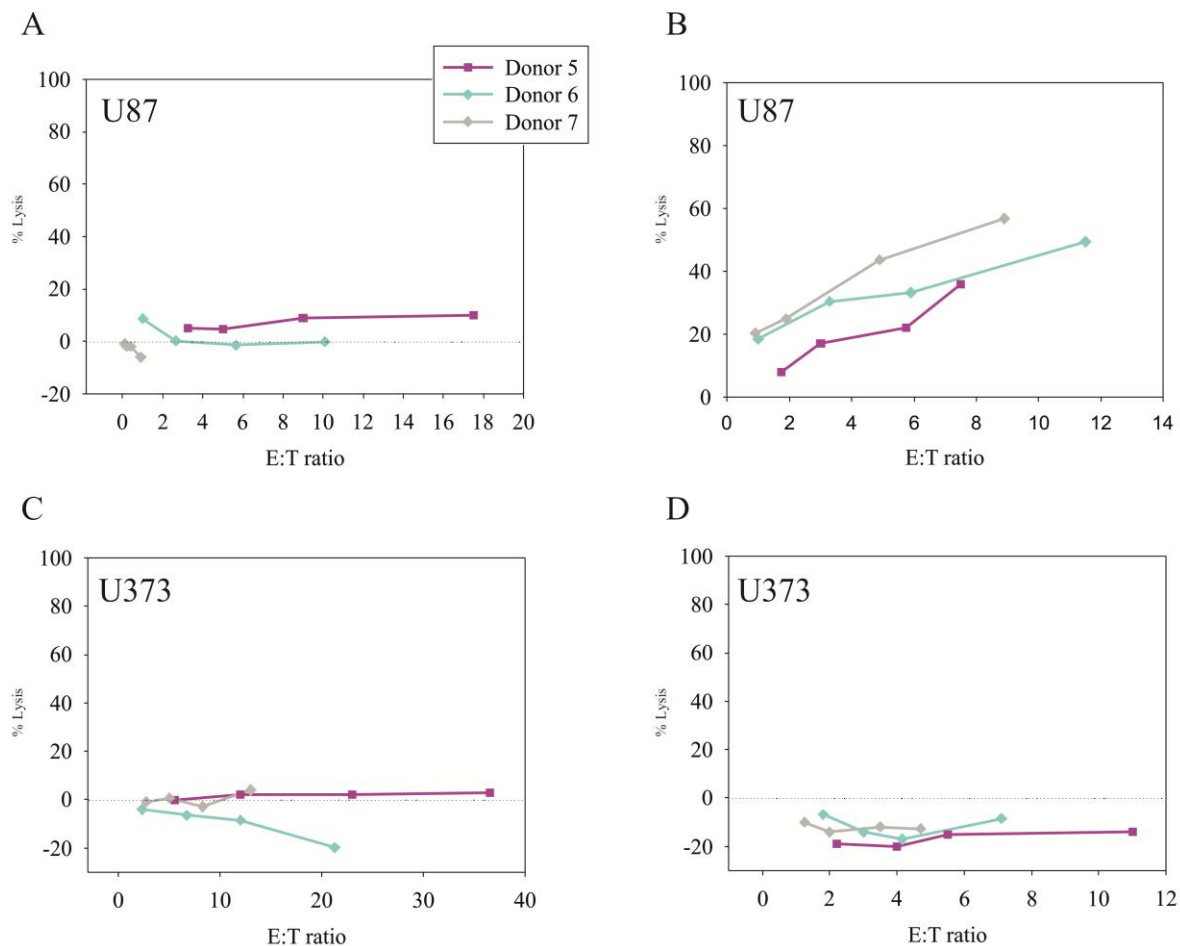 A
B
Donor 5
Donor 6
Donor 7
U87
100
80
60
40
20
0
-20
% Lysis
0 2 4 6 8 10 12 14 16 18 20
E:T ratio
U87
100
80
60
40
20
0
% Lysis
0 2 4 6 8 10 12 14
E:T ratio
C
D
U373
100
80
60
40
20
0
-20
% Lysis
0 10 20 30 40
E:T ratio
U373
100
80
60
40
20
0
-20
% Lysis
0 2 4 6 8 10 12
E:T ratio